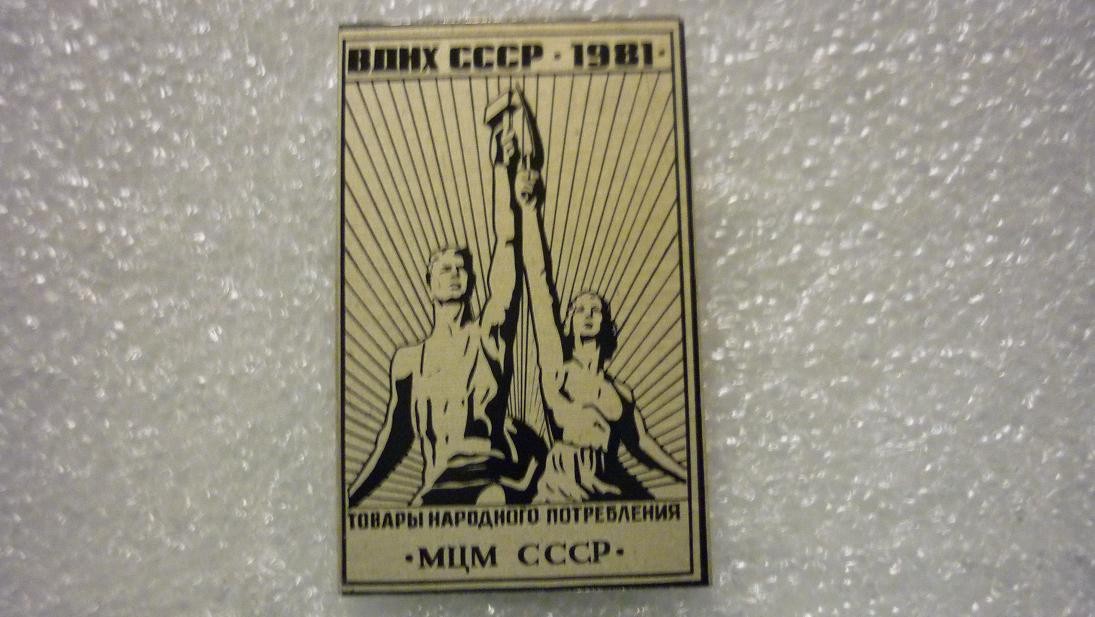 ВДНХ СССР · 1981 ·
ТОВАРЫ НАРОДНОГО ПОТРЕБЛЕНИЯ
· МЦМ СССР ·